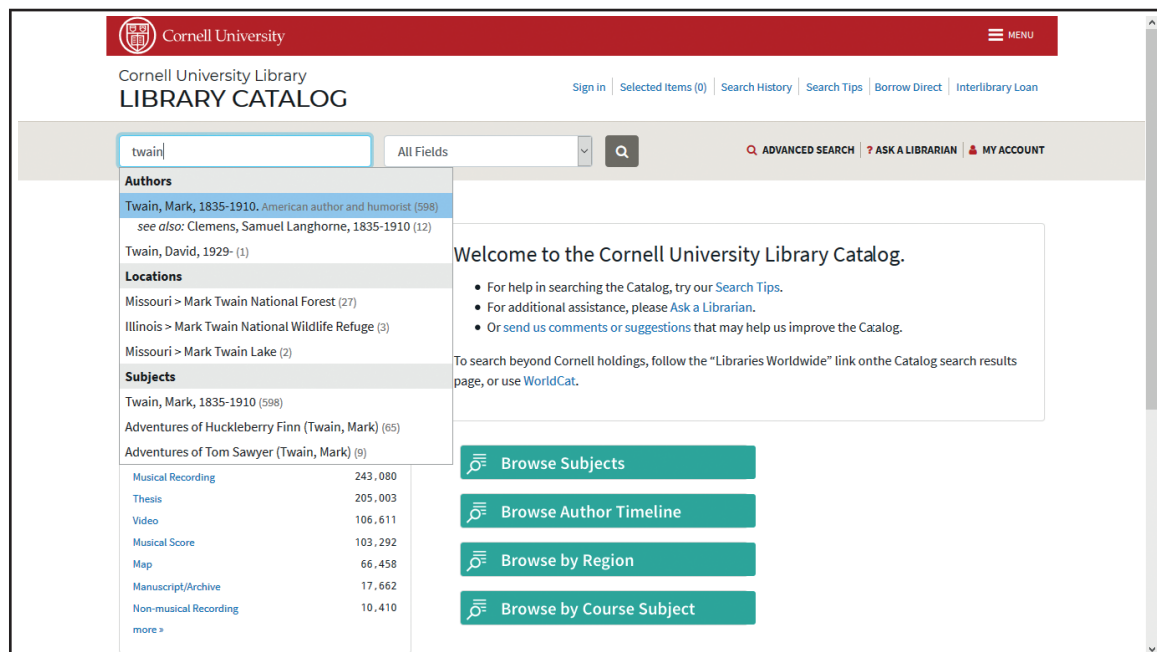 Cornell University
MENU
Cornell University Library
LIBRARY CATALOG
Sign in
Selected Items (0)
Search History
Search Tips
Borrow Direct
Interlibrary Loan
twain
All Fields
ADVANCED SEARCH
? ASK A LIBRARIAN
MY ACCOUNT
Authors
Twain, Mark, 1835-1910. American author and humorist (598)
see also: Clemens, Samuel Langhorne, 1835-1910 (12)
Twain, David, 1929- (1)
Locations
Missouri > Mark Twain National Forest (27)
Illinois > Mark Twain National Wildlife Refuge (3)
Missouri > Mark Twain Lake (2)
Subjects
Twain, Mark, 1835-1910 (598)
Adventures of Huckleberry Finn (Twain, Mark) (65)
Adventures of Tom Sawyer (Twain, Mark) (9)
Musical Recording 243,080
Thesis 205,003
Video 106,611
Musical Score 103,292
Map 66,458
Manuscript/Archive 17,662
Non-musical Recording 10,410
more »
Welcome to the Cornell University Library Catalog.
• For help in searching the Catalog, try our Search Tips.
• For additional assistance, please Ask a Librarian.
• Or send us comments or suggestions that may help us improve the Ca:alog.
To search beyond Cornell holdings, follow the “Libraries Worldwide” link onthe Catalog search results
page, or use WorldCat.
Browse Subjects
Browse Author Timeline
Browse by Region
Browse by Course Subject